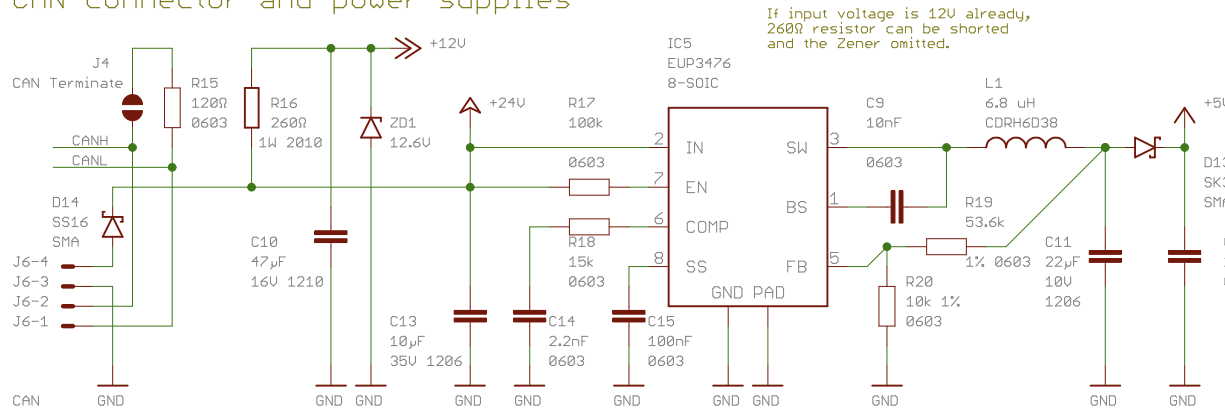 CAN connector and power supplies
If input voltage is 12V already,
260Ω resistor can be shorted
and the Zener omitted.
J4
CAN Terminate
R15
120Ω
0603
R16
260Ω
1W 2010
+12V
ZD1
12.6V
+24V
R17
100k
0603
IC5
EUP3476
8-SOIC
2
IN
7
EN
6
COMP
8
SS
GND PAD
3
SW
1
BS
5
FB
C9
10nF
0603
L1
6.8 uH
CDRH6D38
+5V
CANH
CANL
D14
SS16
SMA
J6-4
J6-3
J6-2
J6-1
C10
47µF
16V 1210
R18
15k
0603
R19
53.6k
1% 0603
R20
10k 1%
0603
C11
22µF
10V
1206
C13
10µF
35V 1206
C14
2.2nF
0603
C15
100nF
0603
CAN
GND
GND
GND
GND
GND
GND
GND
GND
GND
GND
GND